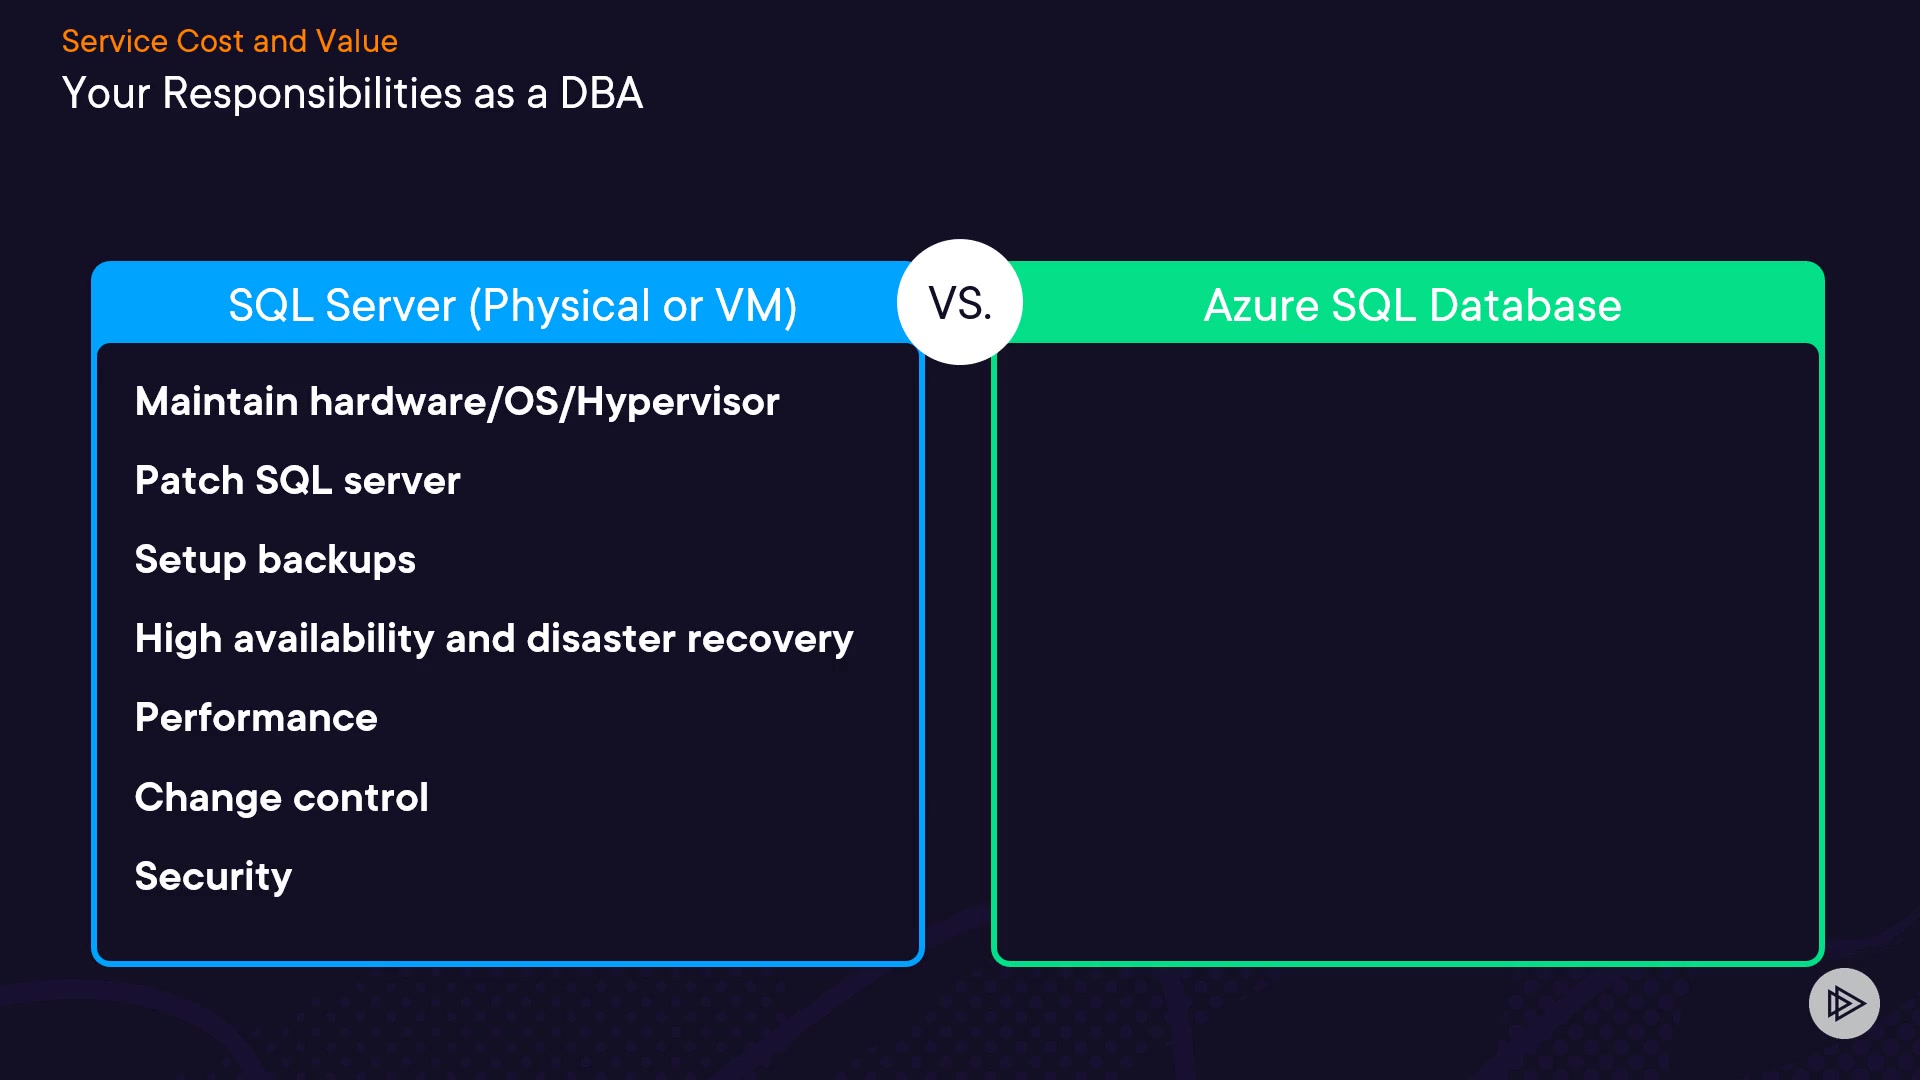 Service Cost and Value
Your Responsibilities as a DBA
SQL Server (Physical or VM)
VS.
Azure SQL Database
Maintain hardware/OS/Hypervisor
Patch SQL server
Setup backups
High availability and disaster recovery
Performance
Change control
Security